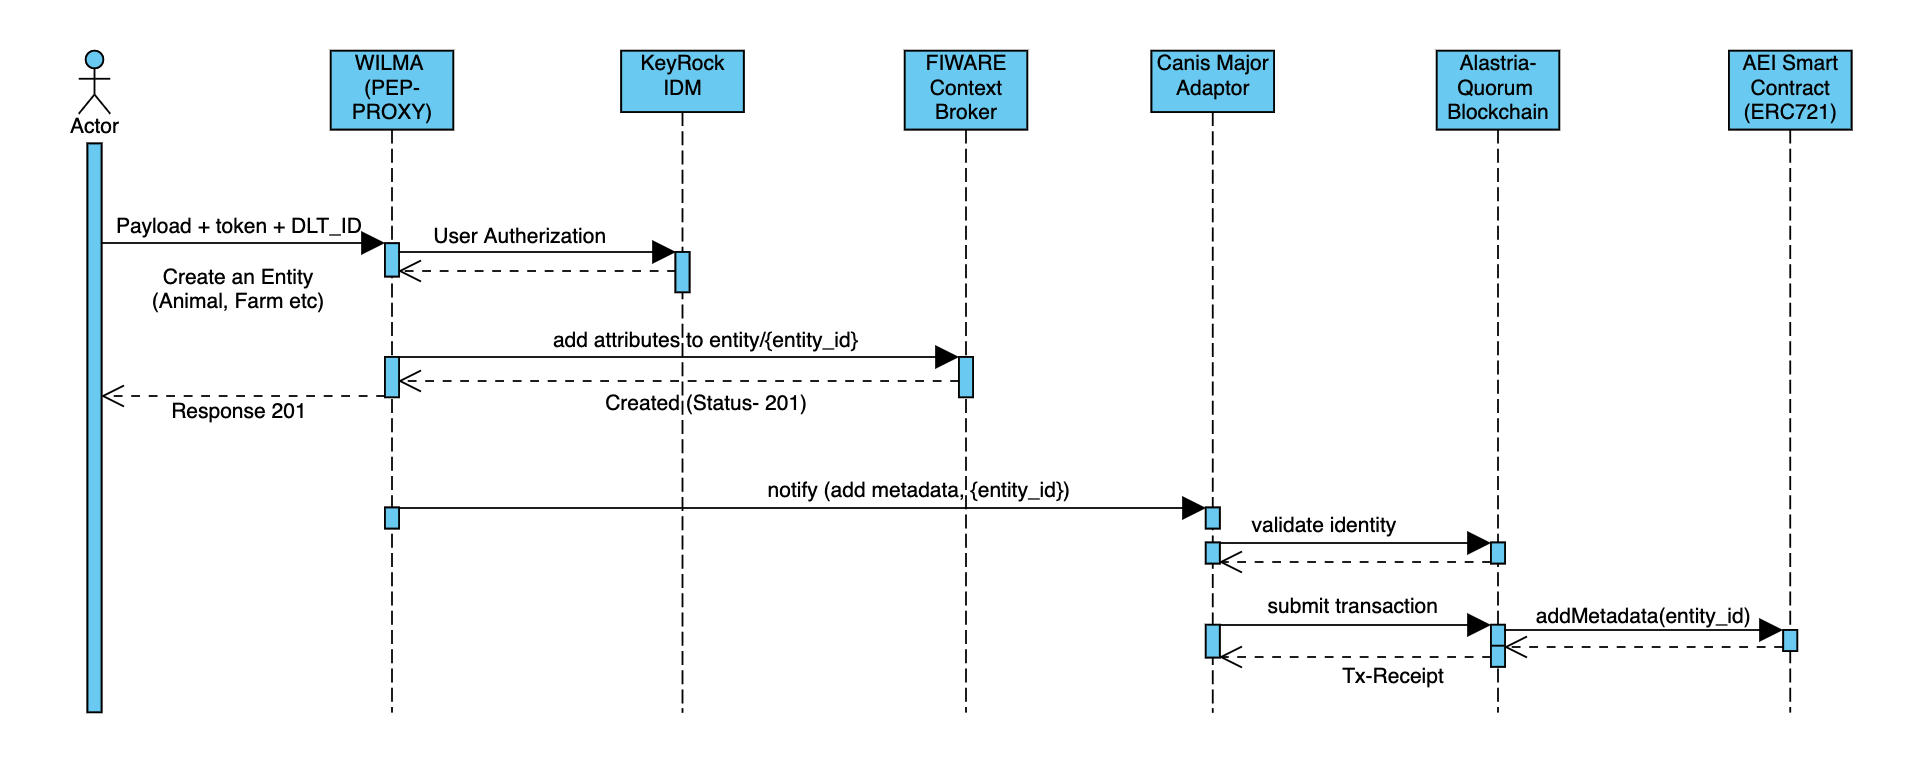 Actor
WILMA
(PEP-
PROXY)
KeyRock
IDM
FIWARE
Context
Broker
Canis Major
Adaptor
Alastria-
Quorum
Blockchain
AEI Smart
Contract
(ERC721)
Payload + token + DLT_ID
User Autherization
Create an Entity
(Animal, Farm etc)
add attributes to entity/{entity_id}
Created (Status- 201)
Response 201
notify (add metadata, {entity_id})
validate identity
submit transaction
addMetadata(entity_id)
Tx-Receipt